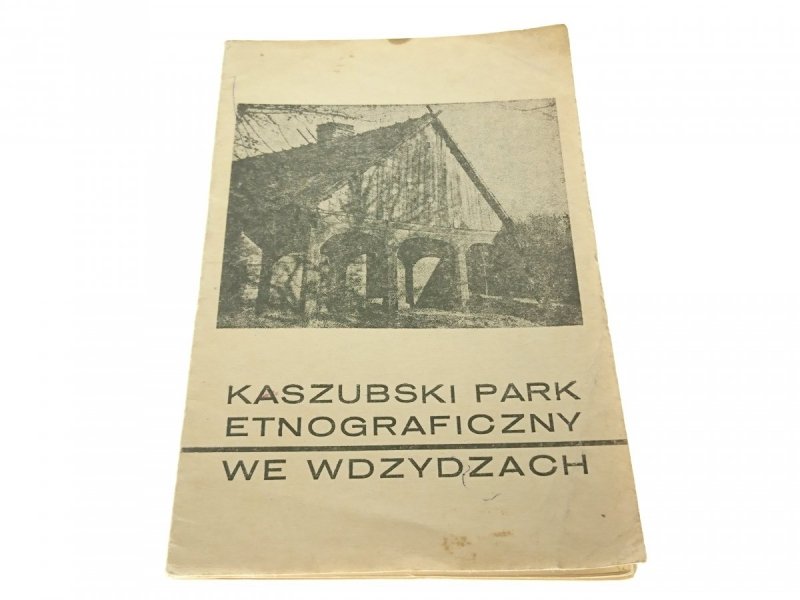 KASZUBSKI PARK
ETNOGRAFICZNY
WE WDZYDZACH